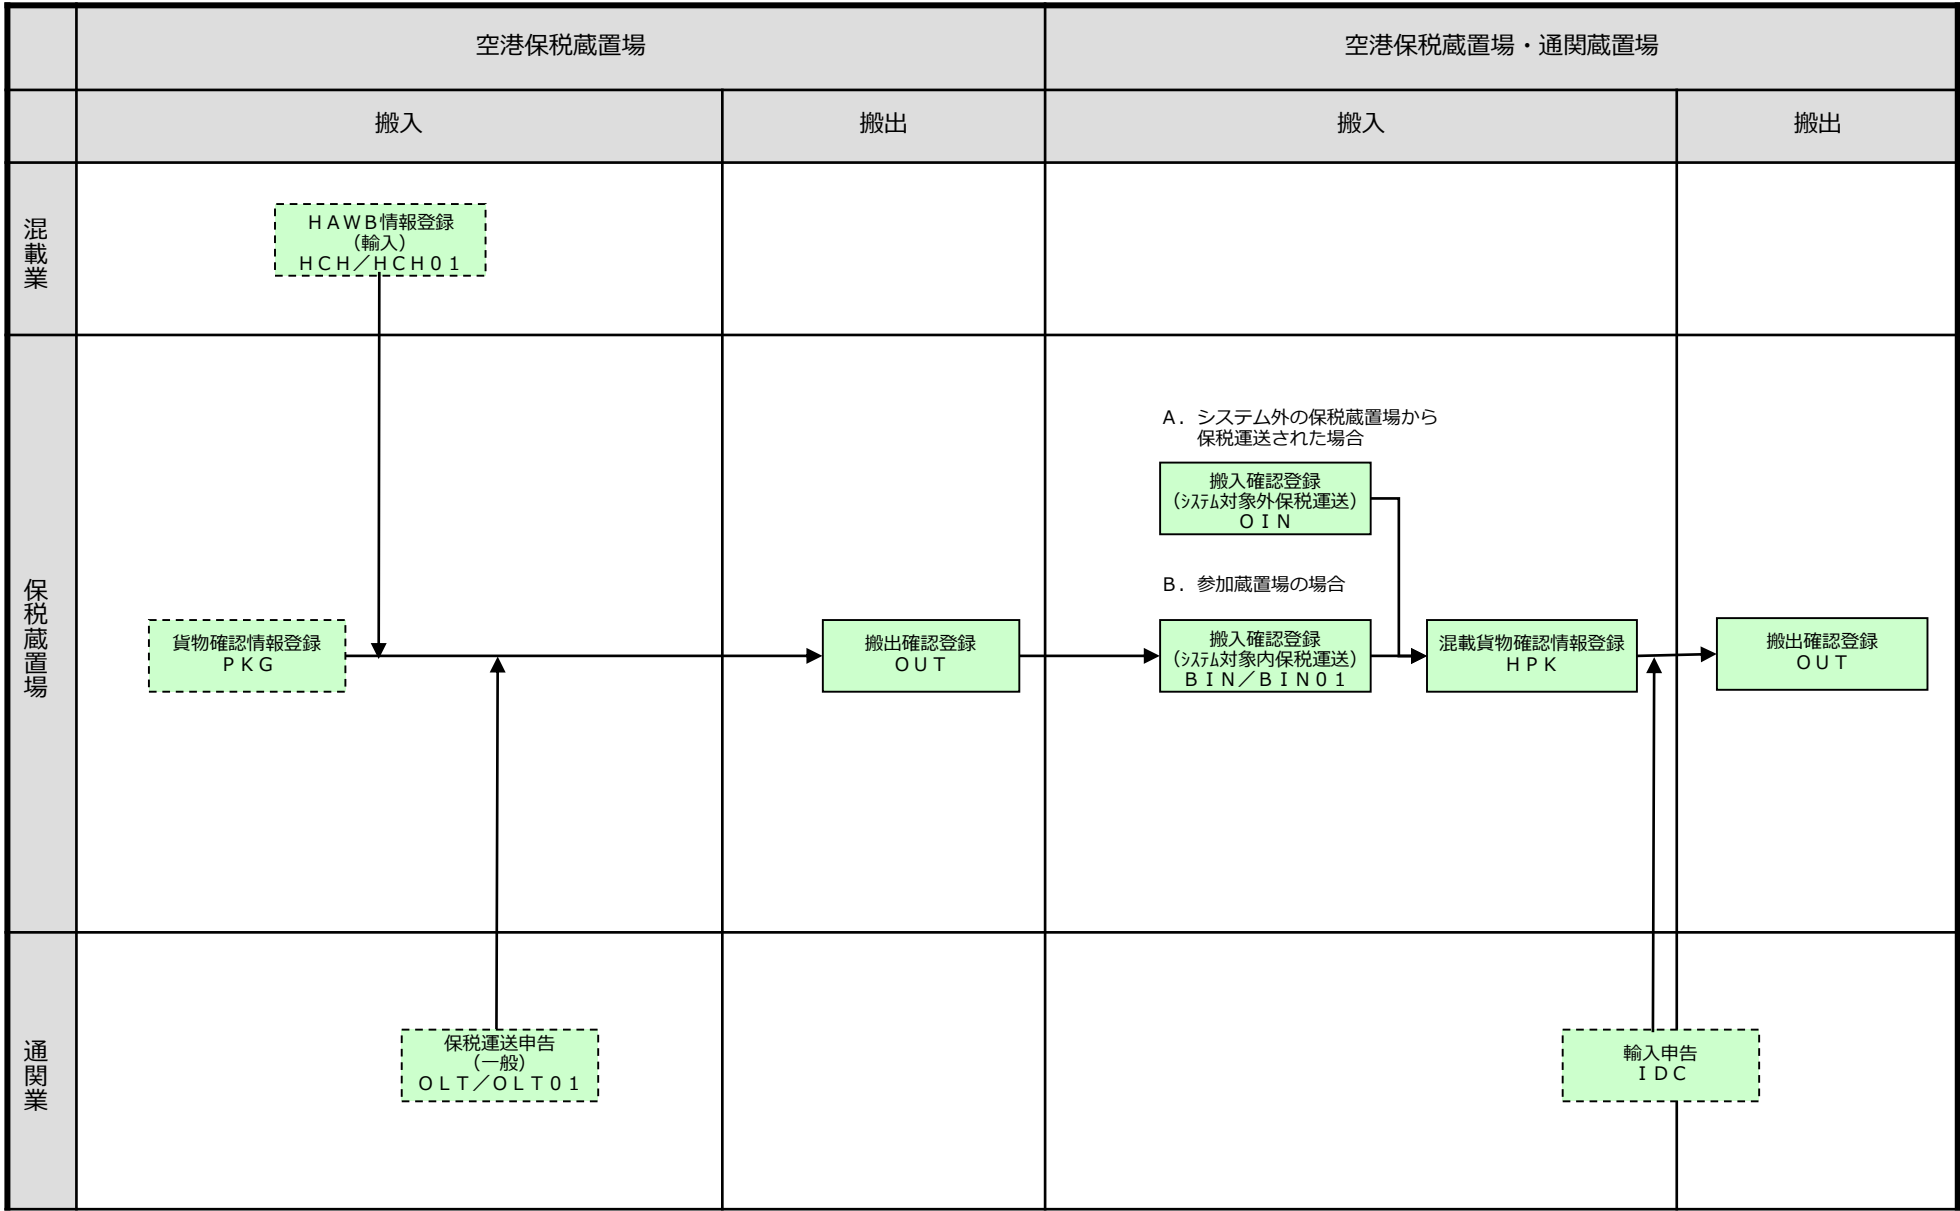 空港保税蔵置場
空港保税蔵置場・通関蔵置場
搬入
搬出
搬入
搬出
混載業
ＨＡＷＢ情報登録
（輸入）
ＨＣＨ／ＨＣＨ０１
保税蔵置場
Ａ．システム外の保税蔵置場から
保税運送された場合
搬入確認登録
（ｼｽﾃﾑ対象外保税運送）
ＯＩＮ
Ｂ．参加蔵置場の場合
貨物確認情報登録
ＰＫＧ
搬出確認登録
ＯＵＴ
搬入確認登録
（ｼｽﾃﾑ対象内保税運送）
ＢＩＮ／ＢＩＮ０１
混載貨物確認情報登録
ＨＰＫ
搬出確認登録
ＯＵＴ
通関業
保税運送申告
（一般）
ＯＬＴ／ＯＬＴ０１
輸入申告
ＩＤＣ